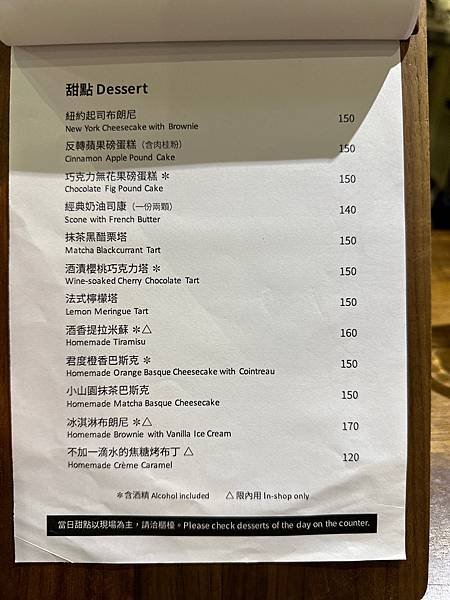 甜點 Dessert
紐約起司布朗尼
New York Cheesecake with Brownie 150
反轉蘋果磅蛋糕（含肉桂粉）
Cinnamon Apple Pound Cake 150
巧克力無花果磅蛋糕 ＊
Chocolate Fig Pound Cake 150
經典奶油司康（一份兩顆）
Scone with French Butter 140
抹茶黑醋栗塔
Matcha Blackcurrant Tart 150
酒漬櫻桃巧克力塔 ＊
Wine-soaked Cherry Chocolate Tart 150
法式檸檬塔
Lemon Meringue Tart 150
酒香提拉米蘇 ＊△
Homemade Tiramisu 160
君度橙香巴斯克 ＊
Homemade Orange Basque Cheesecake with Cointreau 150
小山園抹茶巴斯克
Homemade Matcha Basque Cheesecake 150
冰淇淋布朗尼 ＊△
Homemade Brownie with Vanilla Ice Cream 170
不加一滴水的焦糖烤布丁 △
Homemade Crème Caramel 120
＊含酒精 Alcohol included △ 限內用 In-shop only
當日甜點以現場為主，請洽櫃檯。Please check desserts of the day on the counter.